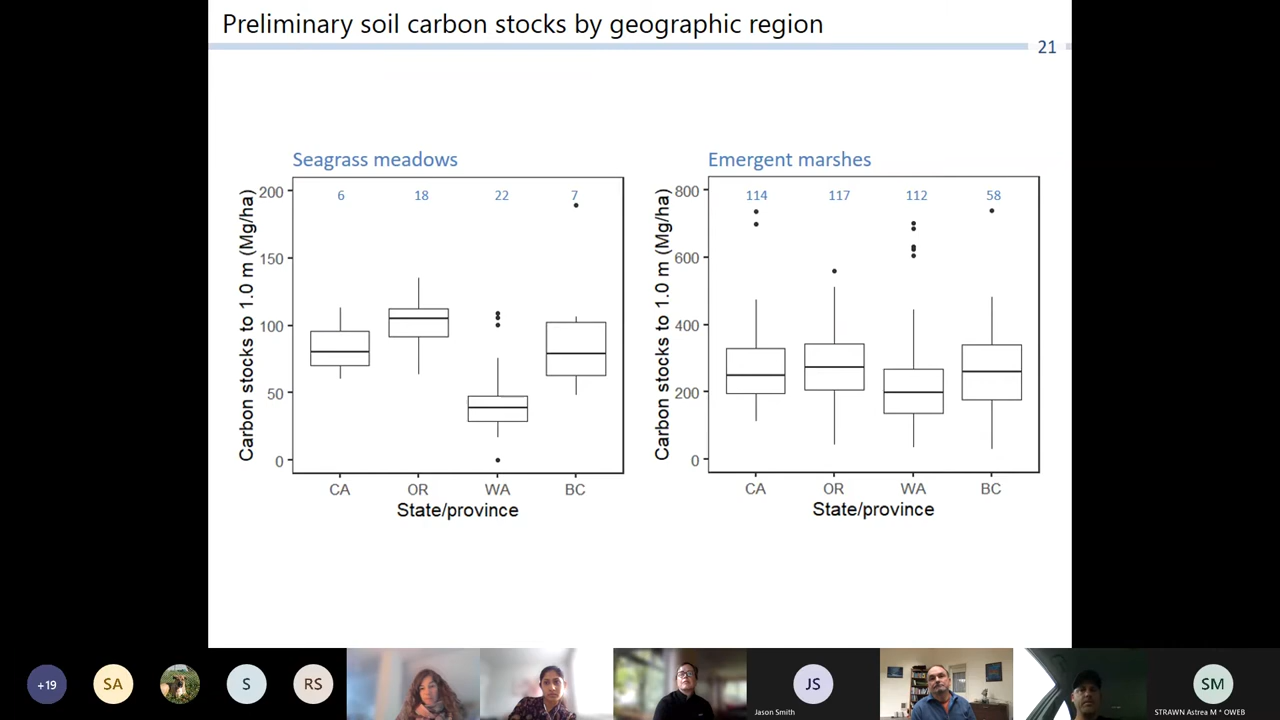 Preliminary soil carbon stocks by geographic region
21
Seagrass meadows
Carbon stocks to 1.0 m (Mg/ha)
200
150
100
50
0
6 18 22 7
CA OR WA BC
State/province
Emergent marshes
Carbon stocks to 1.0 m (Mg/ha)
800
600
400
200
0
114 117 112 58
CA OR WA BC
State/province
+19
SA
S
RS
JS
Jason Smith
SM
STRAWN Astrea M * OWEB